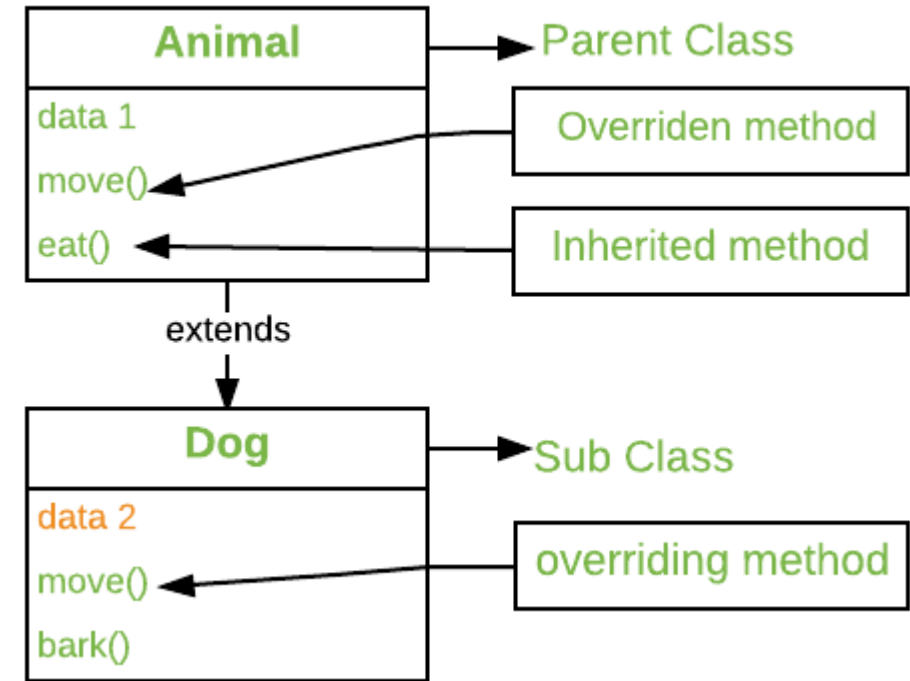 Animal
Parent Class
data 1
Overriden method
move()
eat()
Inherited method
extends
Dog
Sub Class
data 2
move()
overriding method
bark()